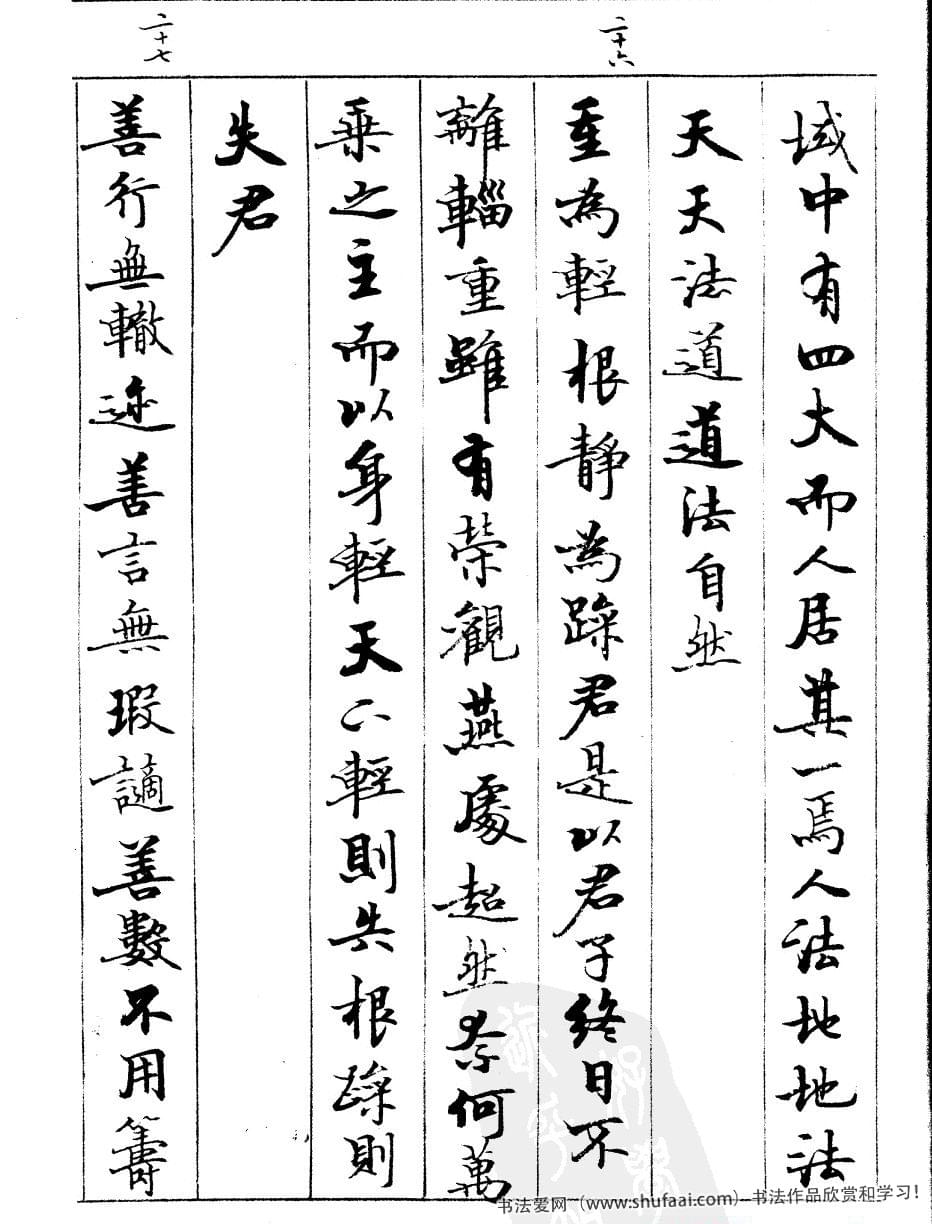 二十六
域中有四大而人居其一焉人法地地法
天天法道道法自然
重為輕根靜為躁君是以君子終日不
離輜重雖有榮觀燕處超然奈何萬
乗之主而以身輕天下輕則失根躁則
失君
二十七
善行無轍迹善言無瑕讁善數不用籌
书法爱网（www.shufaai.com）书法作品欣赏和学习！